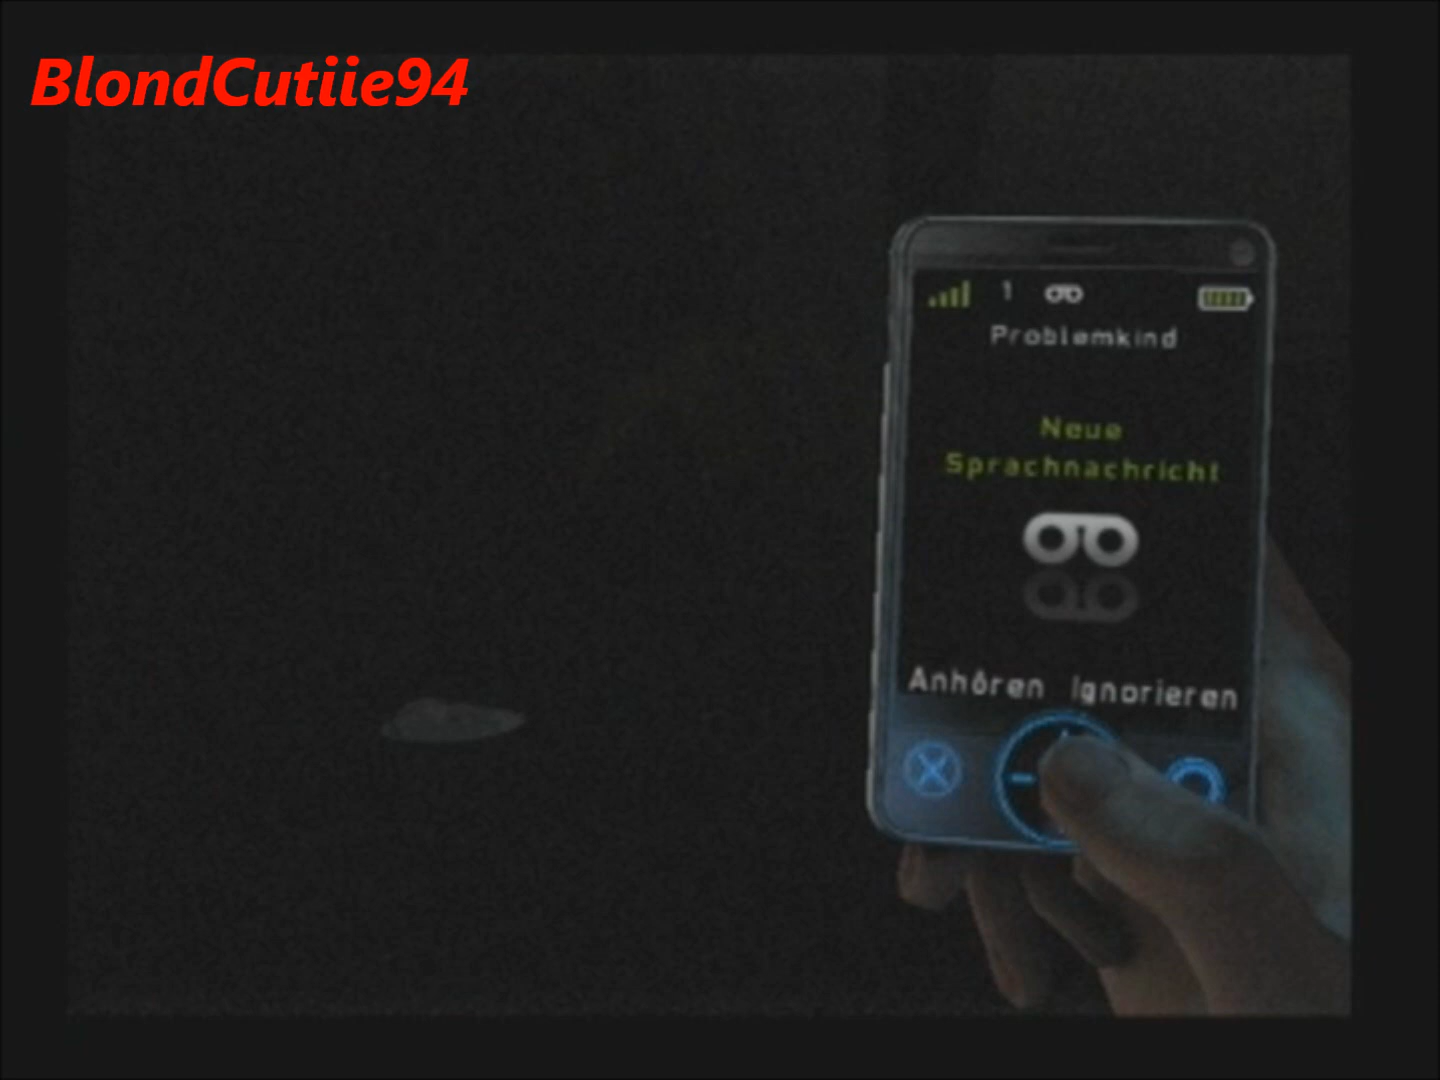 BlondCutiie94
1
Problemkind
Neue
Sprachnachricht
Anhören Ignorieren